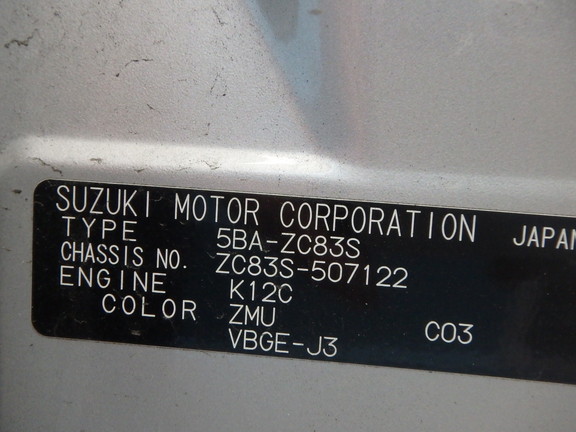 SUZUKI MOTOR CORPORATION JAPAN
TYPE 5BA-ZC83S
CHASSIS NO. ZC83S-507122
ENGINE K12C
COLOR ZMU
VBGE-J3 C03